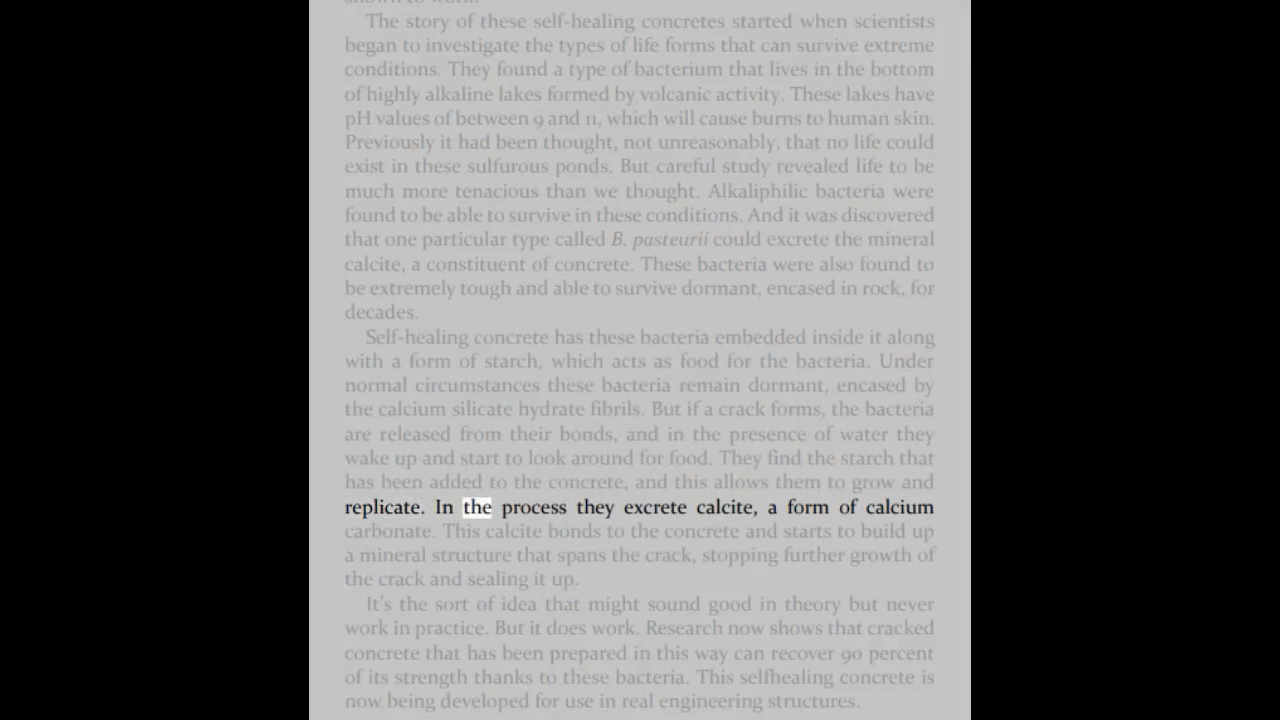 shown to work.
The story of these self-healing concretes started when scientists
began to investigate the types of life forms that can survive extreme
conditions. They found a type of bacterium that lives in the bottom
of highly alkaline lakes formed by volcanic activity. These lakes have
pH values of between 9 and 11, which will cause burns to human skin.
Previously it had been thought, not unreasonably, that no life could
exist in these sulfurous ponds. But careful study revealed life to be
much more tenacious than we thought. Alkaliphilic bacteria were
found to be able to survive in these conditions. And it was discovered
that one particular type called B. pasteurii could excrete the mineral
calcite, a constituent of concrete. These bacteria were also found to
be extremely tough and able to survive dormant, encased in rock, for
decades.
Self-healing concrete has these bacteria embedded inside it along
with a form of starch, which acts as food for the bacteria. Under
normal circumstances these bacteria remain dormant, encased by
the calcium silicate hydrate fibrils. But if a crack forms, the bacteria
are released from their bonds, and in the presence of water they
wake up and start to look around for food. They find the starch that
has been added to the concrete, and this allows them to grow and
replicate. In the process they excrete calcite, a form of calcium
carbonate. This calcite bonds to the concrete and starts to build up
a mineral structure that spans the crack, stopping further growth of
the crack and sealing it up.
It's the sort of idea that might sound good in theory but never
work in practice. But it does work. Research now shows that cracked
concrete that has been prepared in this way can recover 90 percent
of its strength thanks to these bacteria. This selfhealing concrete is
now being developed for use in real engineering structures.